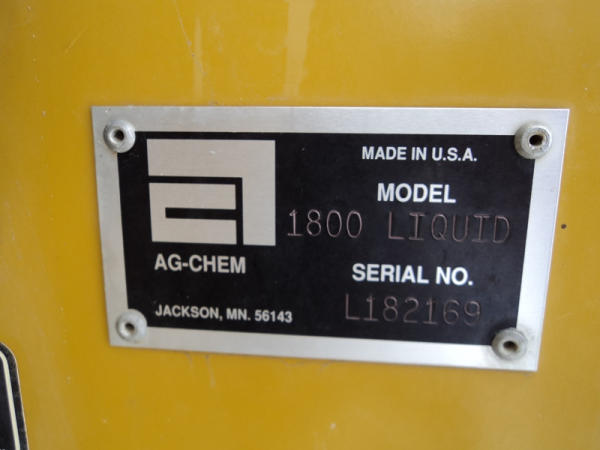 MADE IN U.S.A.
MODEL
1800 LIQUID
AG-CHEM
SERIAL NO.
JACKSON, MN. 56143
L182169